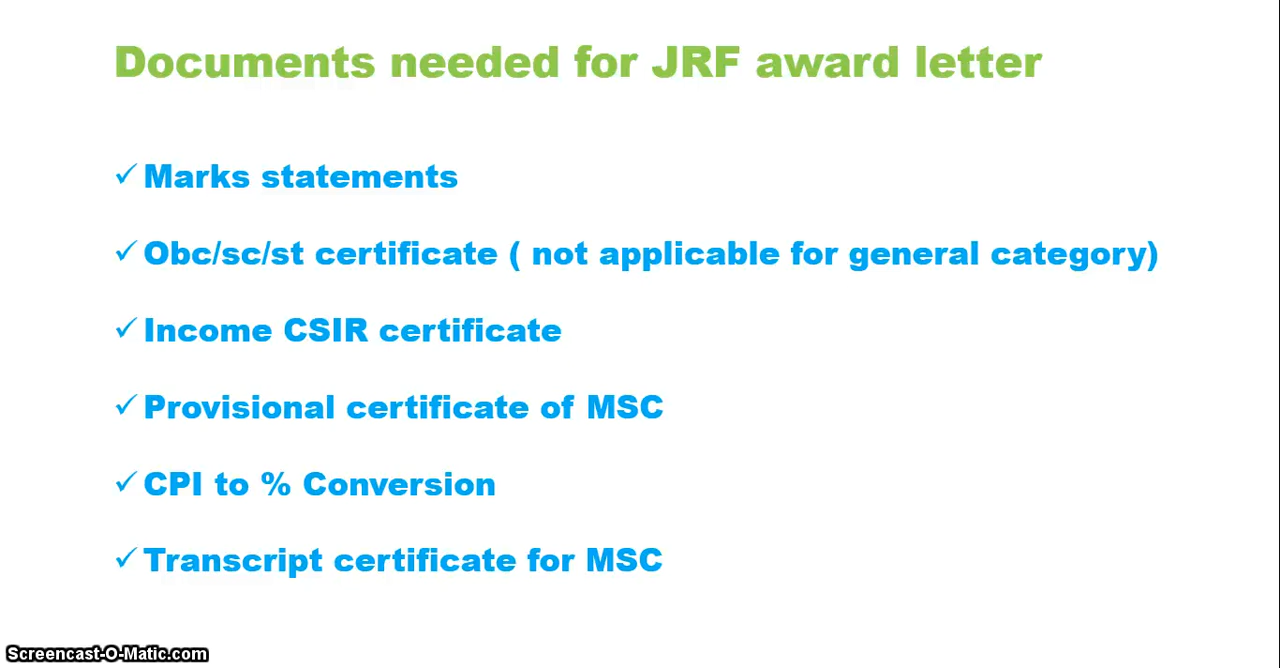 Documents needed for JRF award letter
✓ Marks statements
✓ Obc/sc/st certificate ( not applicable for general category)
✓ Income CSIR certificate
✓ Provisional certificate of MSC
✓ CPI to % Conversion
✓ Transcript certificate for MSC
Screencast-O-Matic.com